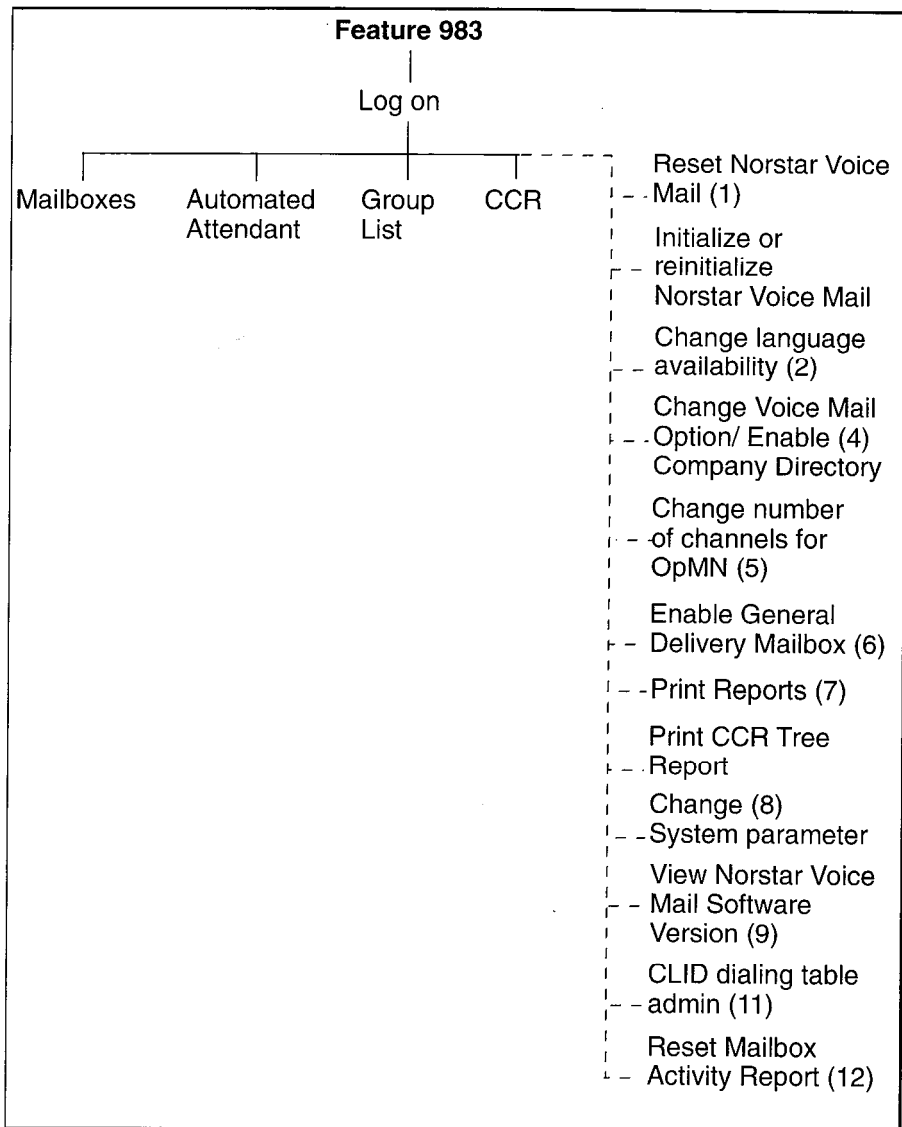 Feature 983
Log on
Mailboxes
Automated
Attendant
Group
List
CCR
Reset Norstar Voice
Mail (1)
Initialize or
reinitialize
Norstar Voice Mail
Change language
availability (2)
Change Voice Mail
Option/ Enable (4)
Company Directory
Change number
of channels for
OpMN (5)
Enable General
Delivery Mailbox (6)
Print Reports (7)
Print CCR Tree
Report
Change (8)
System parameter
View Norstar Voice
Mail Software
Version (9)
CLID dialing table
admin (11)
Reset Mailbox
Activity Report (12)